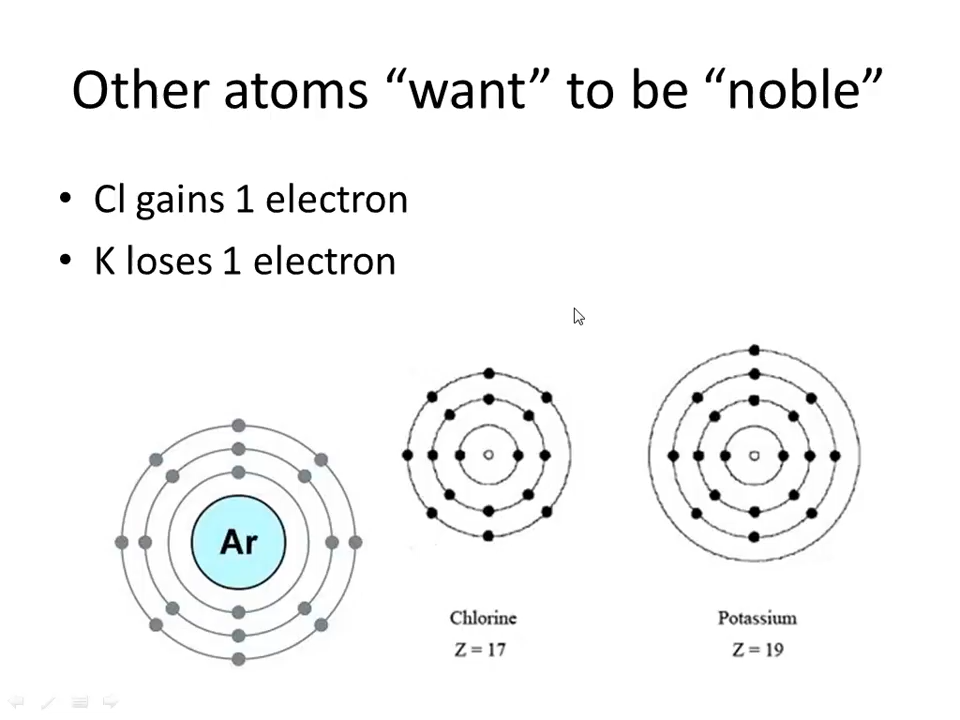 Other atoms “want” to be “noble”
• Cl gains 1 electron
• K loses 1 electron
Ar
Chlorine
Z = 17
Potassium
Z = 19